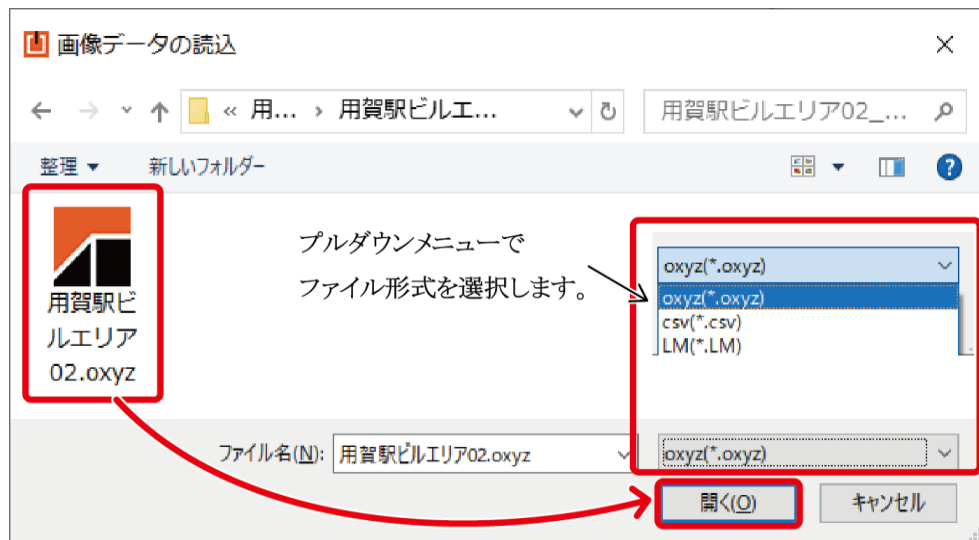 画像データの読込
« 用... › 用賀駅ビルエ...
用賀駅ビルエリア02_...
整理
新しいフォルダー
用賀駅ビ
ルエリア
02.oxyz
プルダウンメニューで
ファイル形式を選択します。
oxyz(*.oxyz)
oxyz(*.oxyz)
csv(*.csv)
LM(*.LM)
ファイル名(N): 用賀駅ビルエリア02.oxyz
oxyz(*.oxyz)
開く(O)
キャンセル